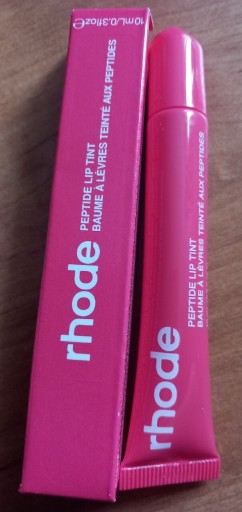 rhode
PEPTIDE LIP TINT
BAUME À LÈVRES TEINTÉ AUX PEPTIDES
10mL/0.3floz℮
rhode
PEPTIDE LIP TINT
BAUME À LÈVRES TEINTÉ AUX PEPTIDES